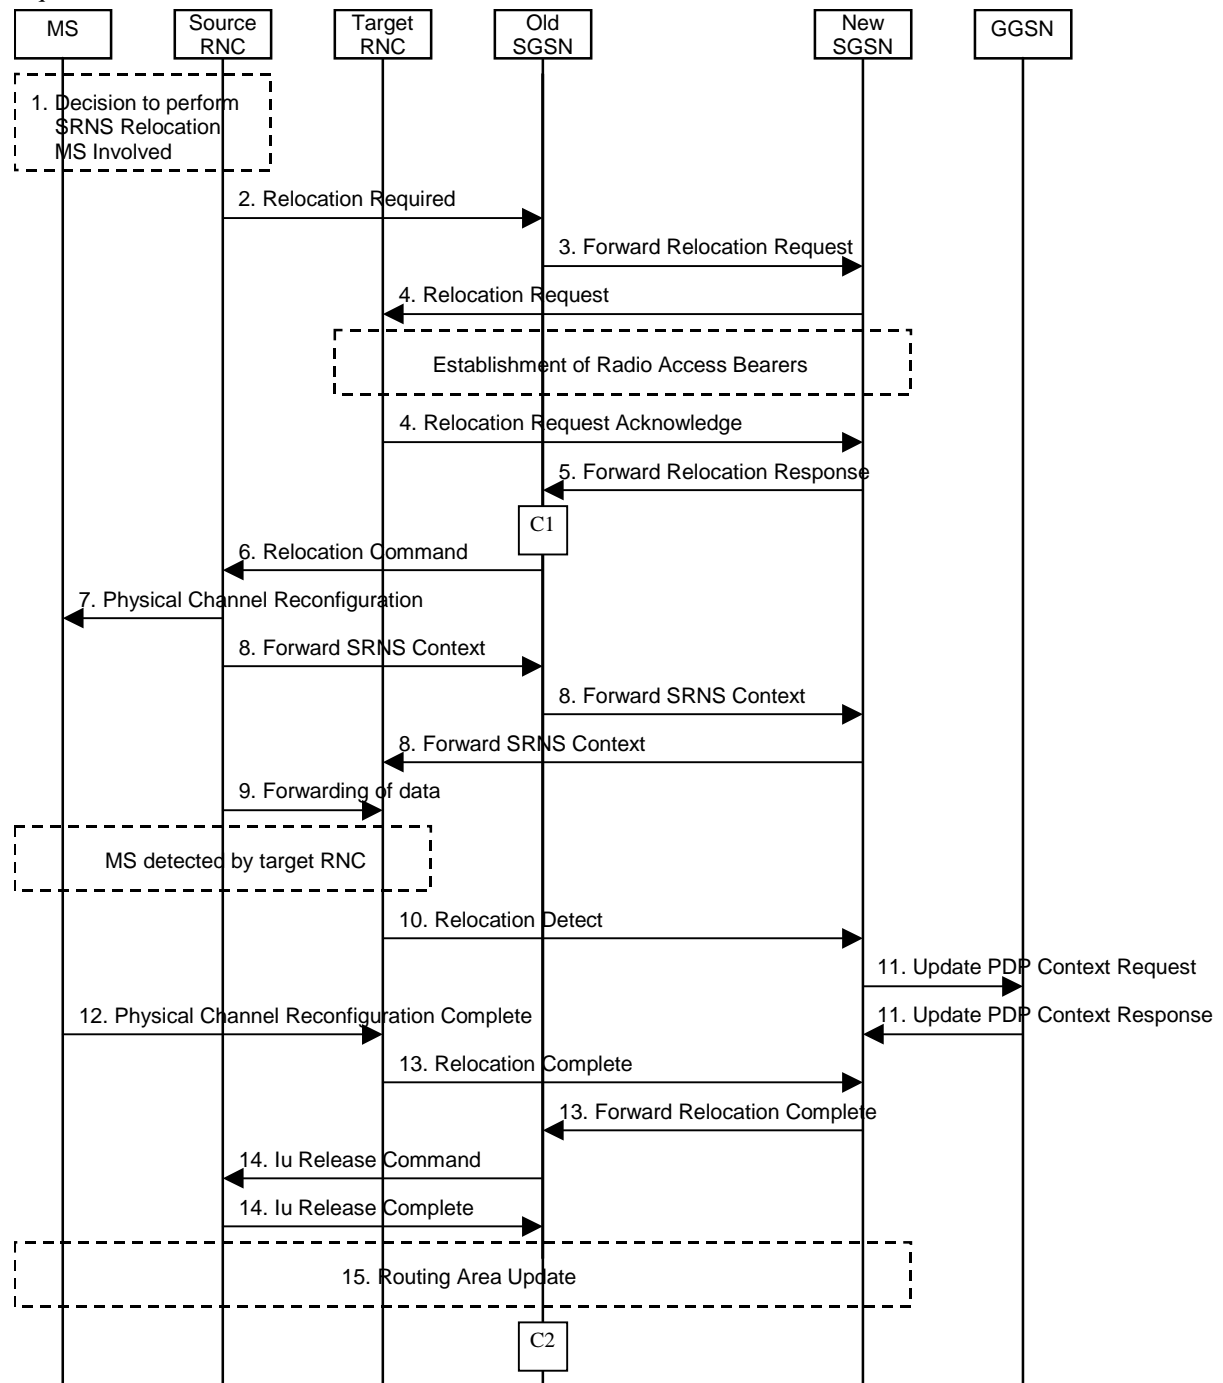 MS
Source
RNC
Target
RNC
Old
SGSN
New
SGSN
GGSN
1. Decision to perform
SRNS Relocation
MS Involved
2. Relocation Required
3. Forward Relocation Request
4. Relocation Request
Establishment of Radio Access Bearers
4. Relocation Request Acknowledge
5. Forward Relocation Response
C1
6. Relocation Command
7. Physical Channel Reconfiguration
8. Forward SRNS Context
8. Forward SRNS Context
8. Forward SRNS Context
9. Forwarding of data
MS detected by target RNC
10. Relocation Detect
11. Update PDP Context Request
12. Physical Channel Reconfiguration Complete
11. Update PDP Context Response
13. Relocation Complete
13. Forward Relocation Complete
14. Iu Release Command
14. Iu Release Complete
15. Routing Area Update
C2